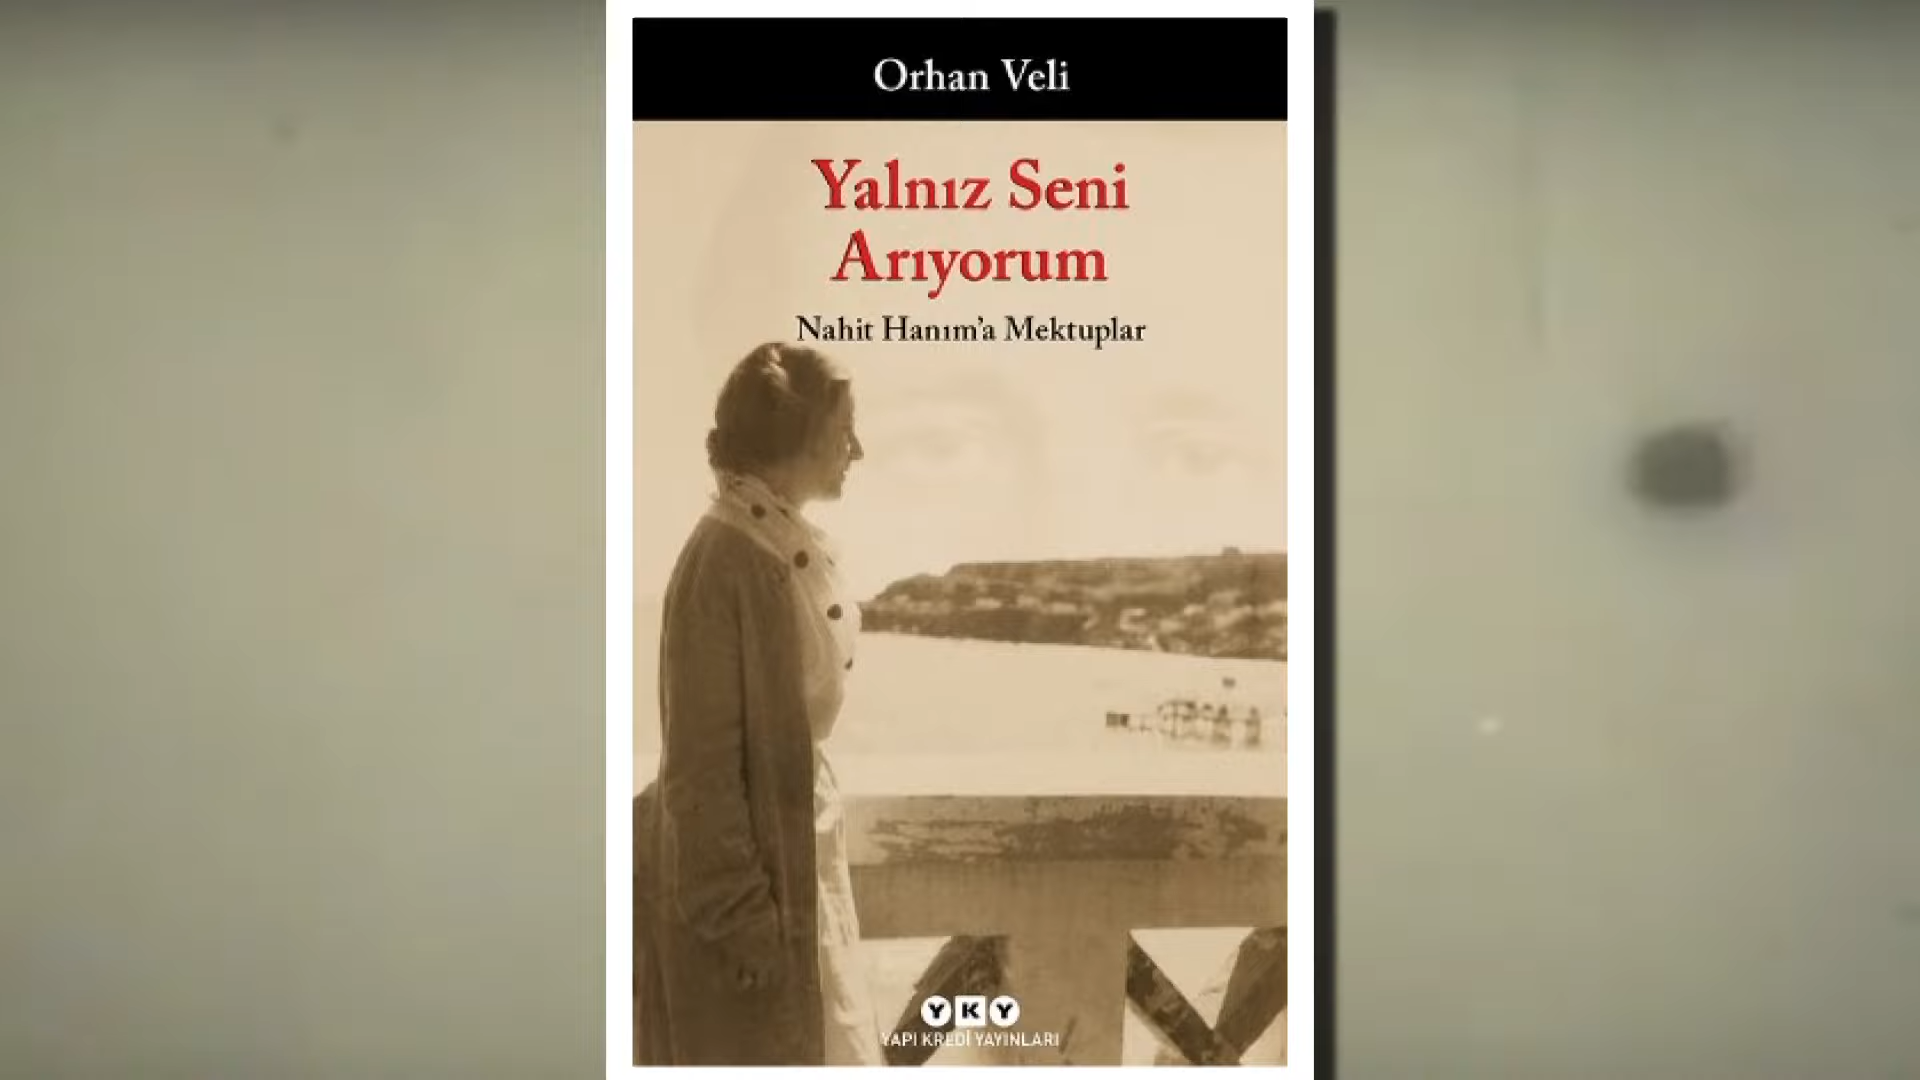 Orhan Veli
Yalnız Seni
Arıyorum
Nahit Hanım'a Mektuplar
YKY
YAPI KREDİ YAYINLARI